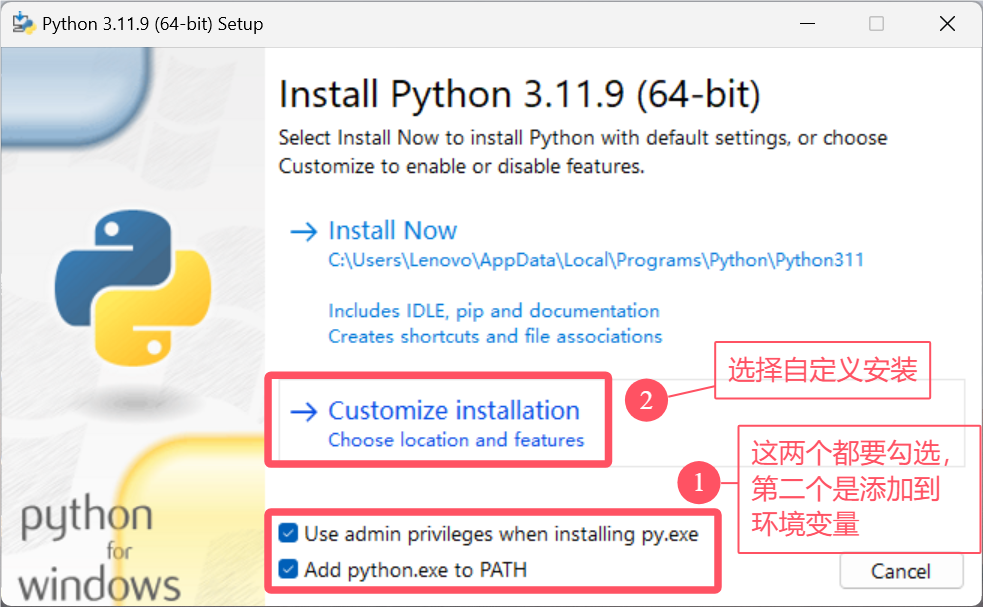 Python 3.11.9 (64-bit) Setup
Install Python 3.11.9 (64-bit)
Select Install Now to install Python with default settings, or choose
Customize to enable or disable features.
Install Now
C:\Users\Lenovo\AppData\Local\Programs\Python\Python311
Includes IDLE, pip and documentation
Creates shortcuts and file associations
2
选择自定义安装
Customize installation
Choose location and features
1
这两个都要勾选，
第二个是添加到
环境变量
Use admin privileges when installing py.exe
Add python.exe to PATH
python
for
windows
Cancel